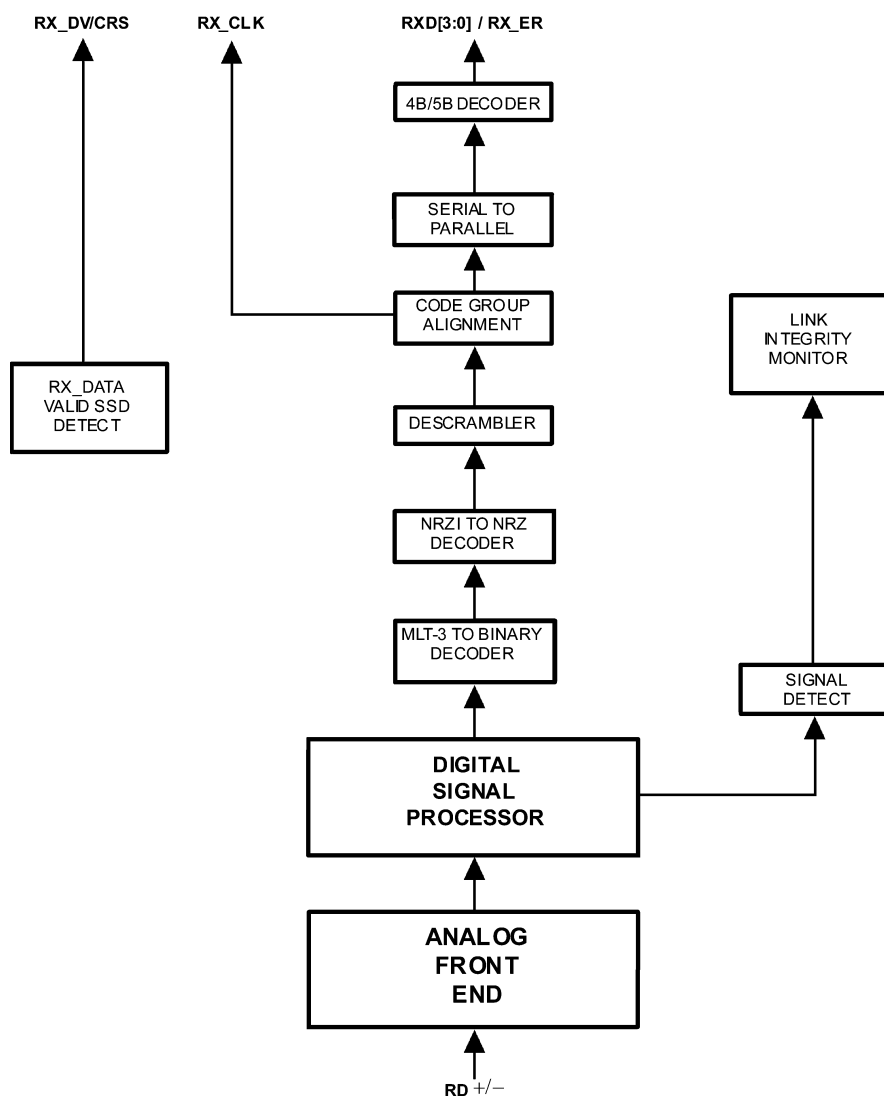 RX_DV/CRS
RX_CLK
RXD[3:0] / RX_ER
4B/5B DECODER
SERIAL TO
PARALLEL
CODE GROUP
ALIGNMENT
LINK
INTEGRITY
MONITOR
RX_DATA
VALID SSD
DETECT
DESCRAMBLER
NRZI TO NRZ
DECODER
MLT-3 TO BINARY
DECODER
SIGNAL
DETECT
DIGITAL
SIGNAL
PROCESSOR
ANALOG
FRONT
END
RD +/−